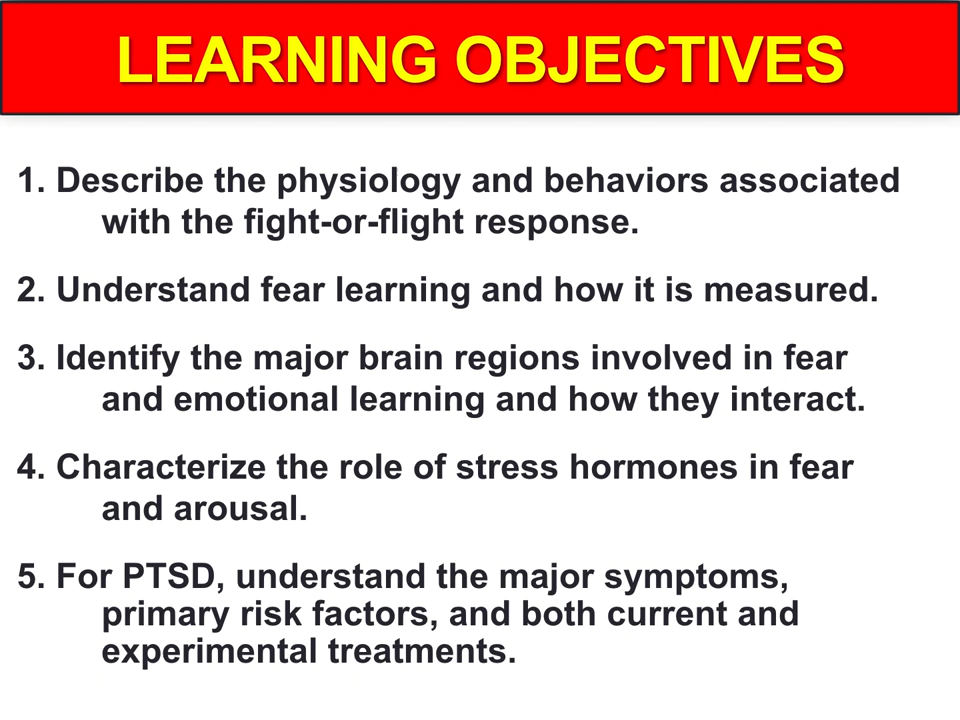 LEARNING OBJECTIVES
1. Describe the physiology and behaviors associated
with the fight-or-flight response.
2. Understand fear learning and how it is measured.
3. Identify the major brain regions involved in fear
and emotional learning and how they interact.
4. Characterize the role of stress hormones in fear
and arousal.
5. For PTSD, understand the major symptoms,
primary risk factors, and both current and
experimental treatments.